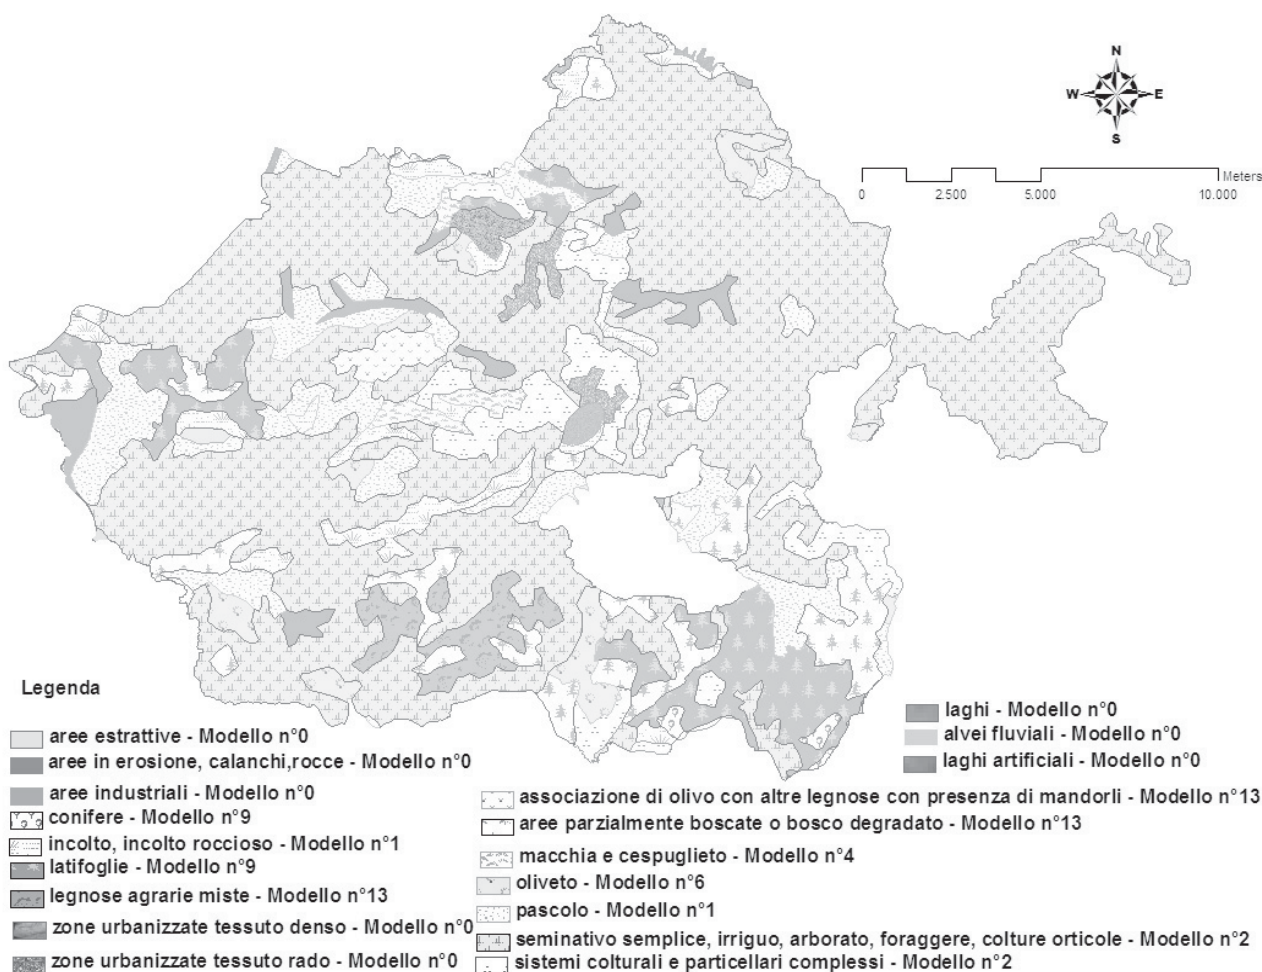 N
W
E
S
Meters
0 2.500 5.000 10.000
Legenda
aree estrattive - Modello n°0
aree in erosione, calanchi,rocce - Modello n°0
aree industriali - Modello n°0
conifere - Modello n°9
incolto, incolto roccioso - Modello n°1
latifoglie - Modello n°9
legnose agrarie miste - Modello n°13
zone urbanizzate tessuto denso - Modello n°0
zone urbanizzate tessuto rado - Modello n°0
laghi - Modello n°0
alvei fluviali - Modello n°0
laghi artificiali - Modello n°0
associazione di olivo con altre legnose con presenza di mandorli - Modello n°13
aree parzialmente boscate o bosco degradato - Modello n°13
macchia e cespuglieto - Modello n°4
oliveto - Modello n°6
pascolo - Modello n°1
seminativo semplice, irriguo, arborato, foraggere, colture orticole - Modello n°2
sistemi colturali e particellari complessi - Modello n°2